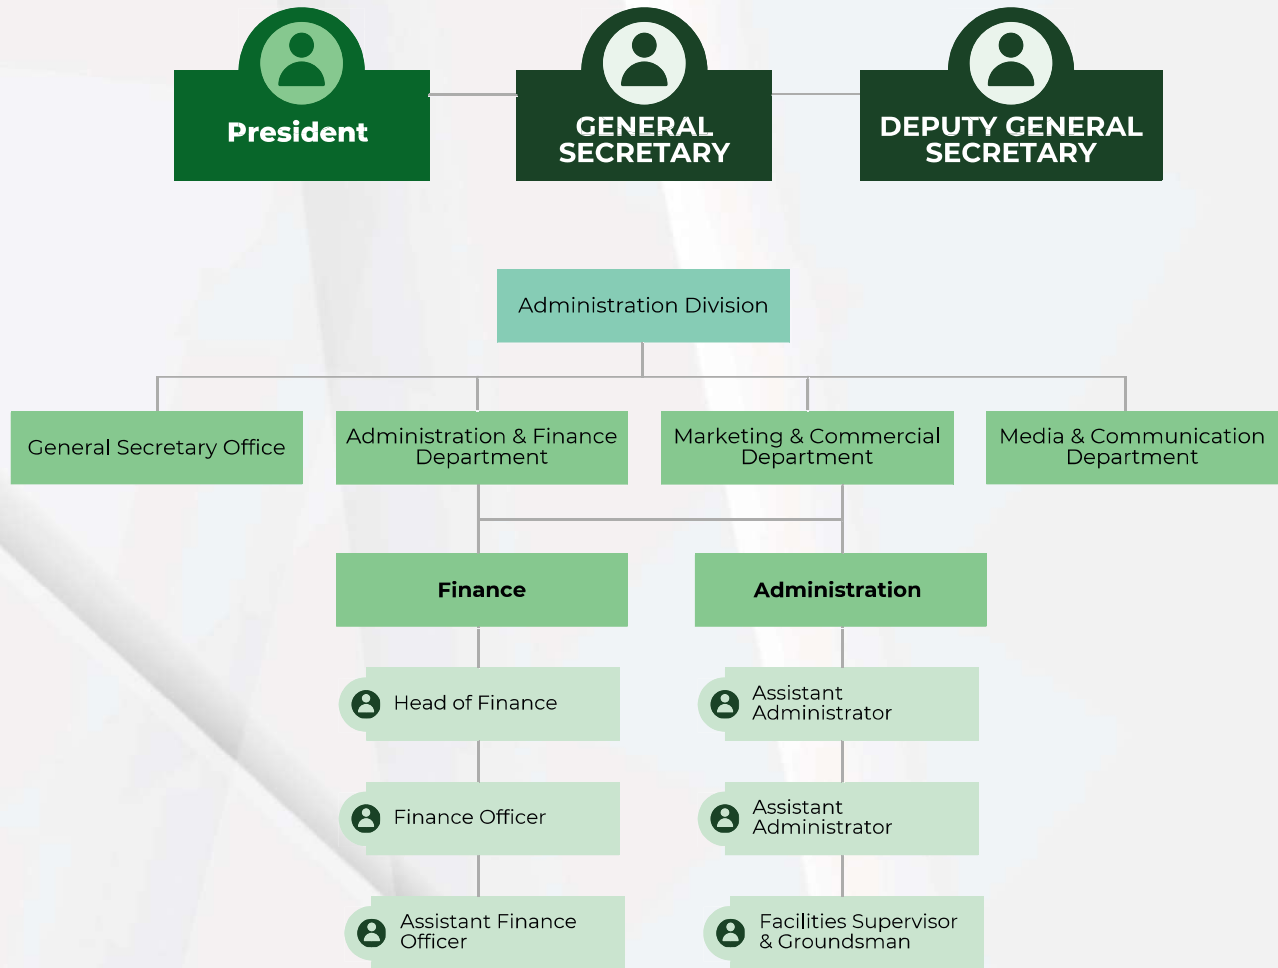 President
GENERAL
SECRETARY
DEPUTY GENERAL
SECRETARY
Administration Division
General Secretary Office
Administration & Finance
Department
Marketing & Commercial
Department
Media & Communication
Department
Finance
Administration
Head of Finance
Assistant
Administrator
Finance Officer
Assistant
Administrator
Assistant Finance
Officer
Facilities Supervisor
& Groundsman